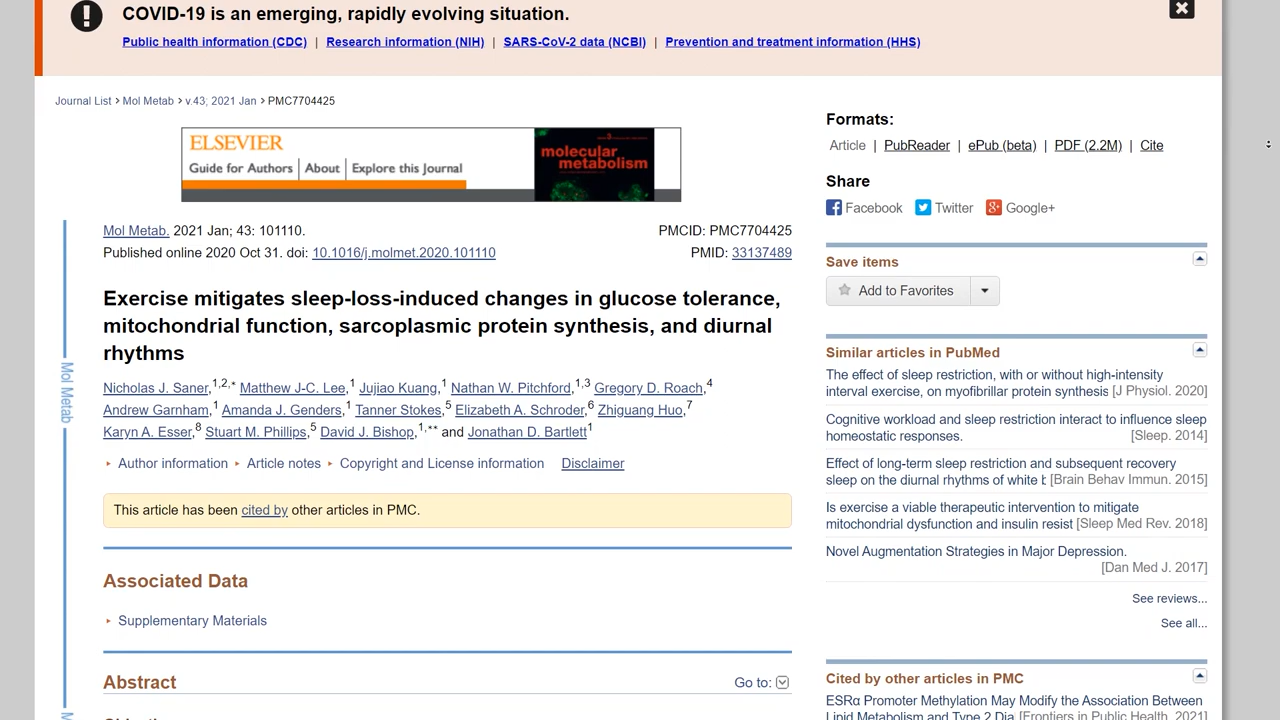 COVID-19 is an emerging, rapidly evolving situation.
Public health information (CDC) | Research information (NIH) | SARS-CoV-2 data (NCBI) | Prevention and treatment information (HHS)
Journal List > Mol Metab > v.43; 2021 Jan > PMC7704425
ELSEVIER
Guide for Authors | About | Explore this Journal
molecular
metabolism
Mol Metab
Mol Metab. 2021 Jan; 43: 101110.
PMCID: PMC7704425
Published online 2020 Oct 31. doi: 10.1016/j.molmet.2020.101110
PMID: 33137489
Exercise mitigates sleep-loss-induced changes in glucose tolerance,
mitochondrial function, sarcoplasmic protein synthesis, and diurnal
rhythms
Nicholas J. Saner,1,2,* Matthew J-C. Lee,1 Jujiao Kuang,1 Nathan W. Pitchford,1,3 Gregory D. Roach,4
Andrew Garnham,1 Amanda J. Genders,1 Tanner Stokes,5 Elizabeth A. Schroder,6 Zhiguang Huo,7
Karyn A. Esser,8 Stuart M. Phillips,5 David J. Bishop,1,** and Jonathan D. Bartlett1
Author information Article notes Copyright and License information Disclaimer
This article has been cited by other articles in PMC.
Associated Data
Supplementary Materials
Abstract
Go to:
Formats:
Article | PubReader | ePub (beta) | PDF (2.2M) | Cite
Share
Facebook Twitter Google+
Save items
Add to Favorites
Similar articles in PubMed
The effect of sleep restriction, with or without high-intensity
interval exercise, on myofibrillar protein synthesis [J Physiol. 2020]
Cognitive workload and sleep restriction interact to influence sleep
homeostatic responses. [Sleep. 2014]
Effect of long-term sleep restriction and subsequent recovery
sleep on the diurnal rhythms of white [Brain Behav Immun. 2015]
Is exercise a viable therapeutic intervention to mitigate
mitochondrial dysfunction and insulin resist [Sleep Med Rev. 2018]
Novel Augmentation Strategies in Major Depression.
[Dan Med J. 2017]
See reviews...
See all...
Cited by other articles in PMC
ESRα Promoter Methylation May Modify the Association Between
Lipid Metabolism and Type 2 Dia [Frontiers in Public Health. 2021]